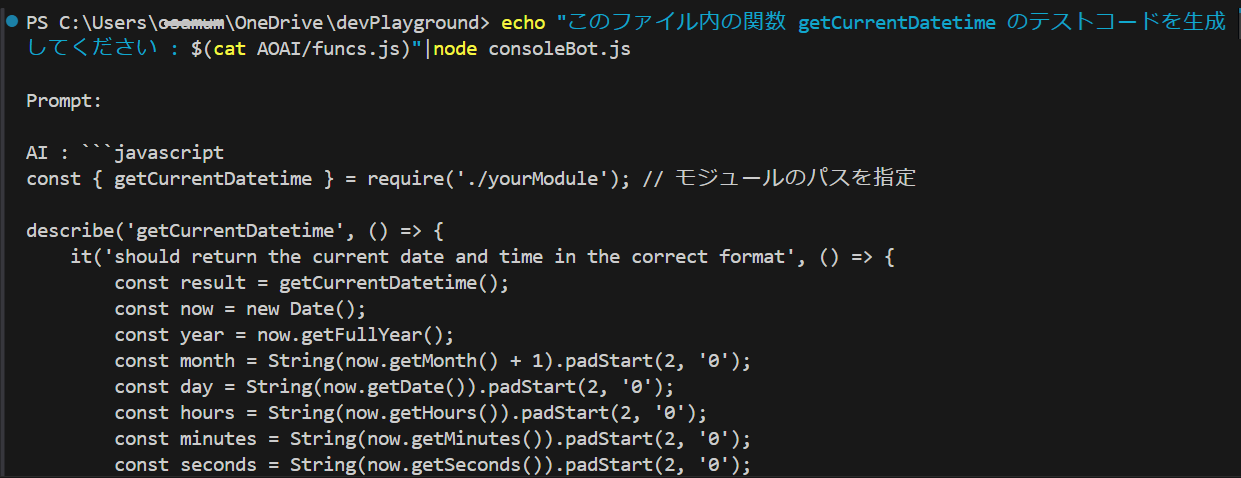 PS C:\Users\ \OneDrive\devPlayground> echo "このファイル内の関数 getCurrentDatetime のテストコードを生成
してください : $(cat AOAI/funcs.js)"|node consoleBot.js
Prompt:
AI : ```javascript
const { getCurrentDatetime } = require('./yourModule'); // モジュールのパスを指定
describe('getCurrentDatetime', () => {
    it('should return the current date and time in the correct format', () => {
        const result = getCurrentDatetime();
        const now = new Date();
        const year = now.getFullYear();
        const month = String(now.getMonth() + 1).padStart(2, '0');
        const day = String(now.getDate()).padStart(2, '0');
        const hours = String(now.getHours()).padStart(2, '0');
        const minutes = String(now.getMinutes()).padStart(2, '0');
        const seconds = String(now.getSeconds()).padStart(2, '0');